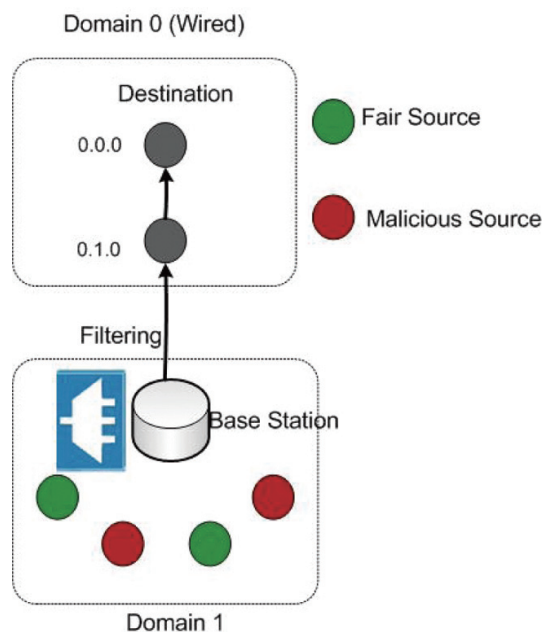 Domain 0 (Wired)
Destination
0.0.0
Fair Source
Malicious Source
0.1.0
Filtering
Base Station
Domain 1